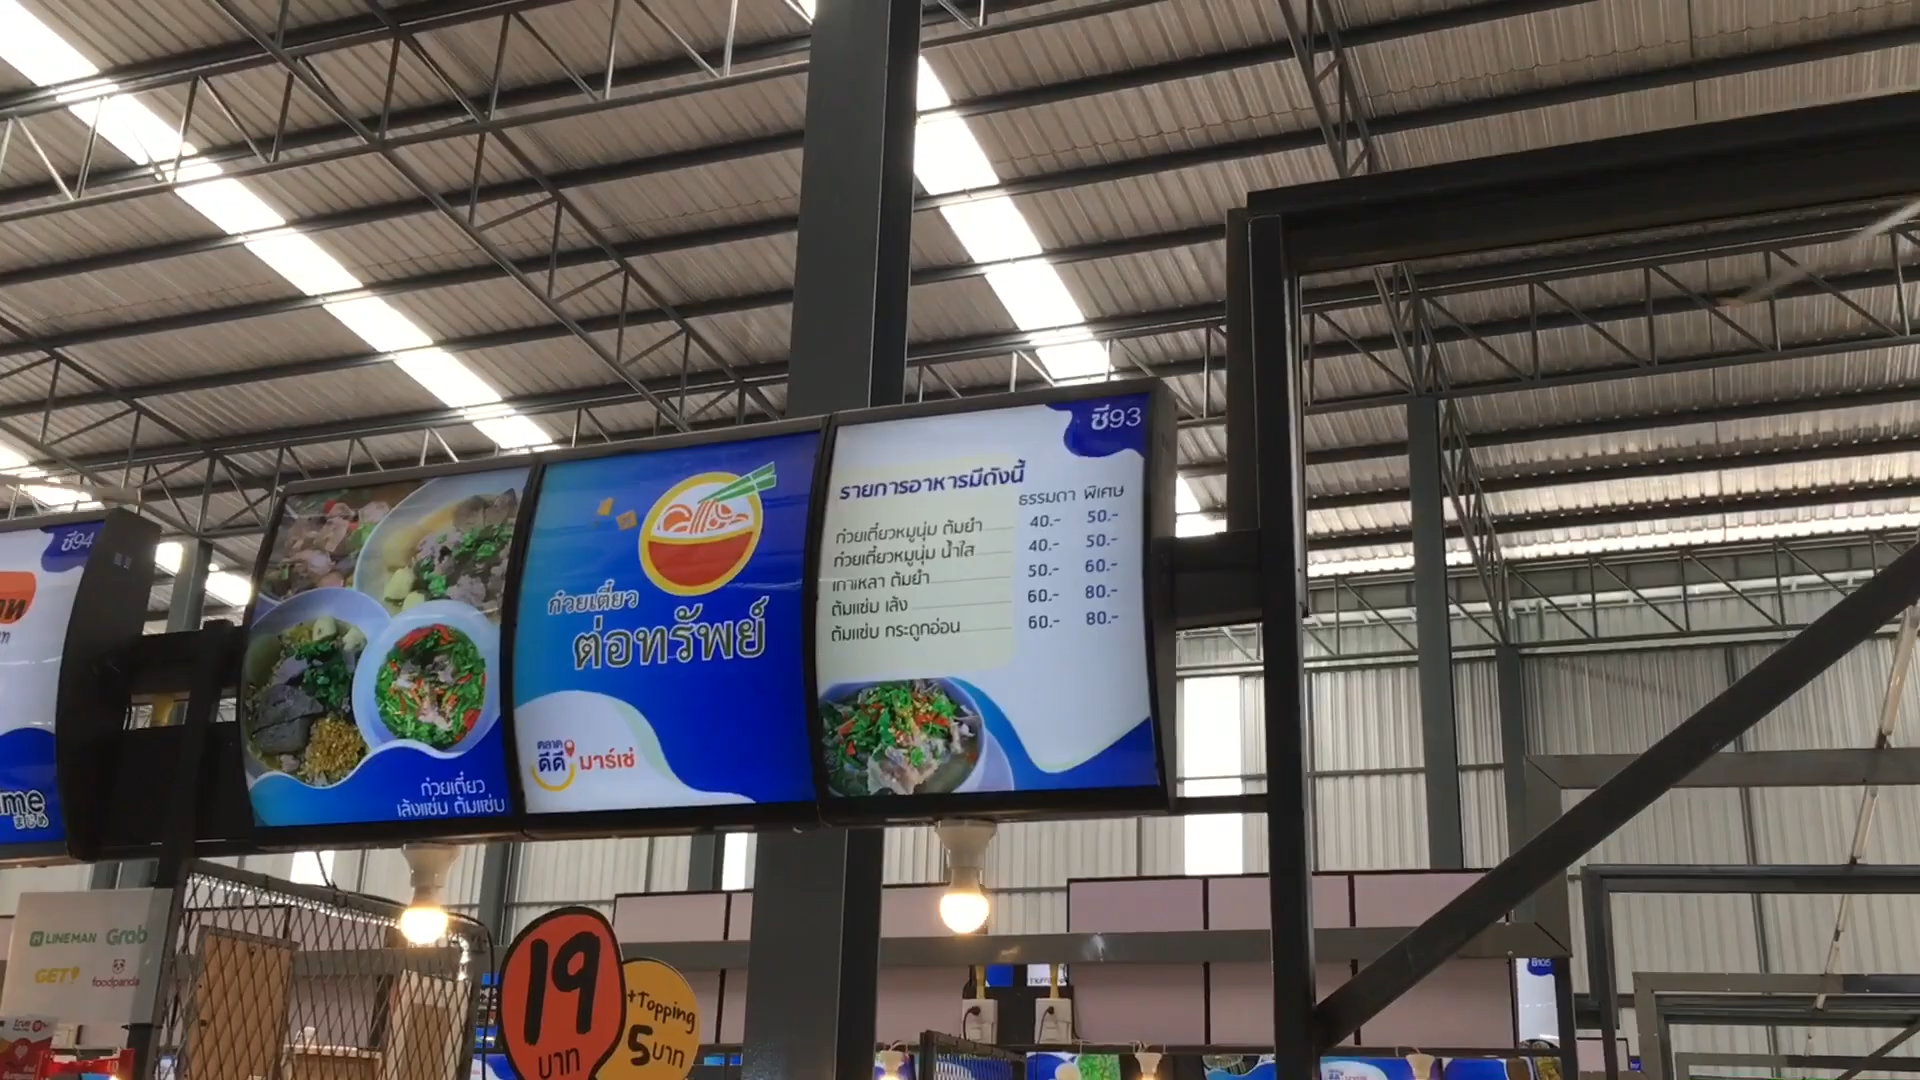 ซี94
ame
まじめ
ก๋วยเตี๋ยว
เล้งแซ่บ ต้มแซ่บ
ก๋วยเตี๋ยว
ต่อทรัพย์
ตลาด
ดีดี
มาร์เช่
ซี93
รายการอาหารมีดังนี้
ธรรมดา พิเศษ
ก๋วยเตี๋ยวหมูนุ่ม ต้มยำ 40.- 50.-
ก๋วยเตี๋ยวหมูนุ่ม น้ำใส 40.- 50.-
เกาเหลา ต้มยำ 50.- 60.-
ต้มแซ่บ เล้ง 60.- 80.-
ต้มแซ่บ กระดูกอ่อน 60.- 80.-
LINEMAN Grab
GET!
foodpanda
true
19
บาท
+Topping
5 บาท
B105